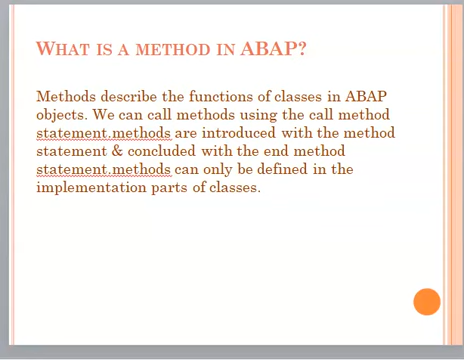 WHAT IS A METHOD IN ABAP?
Methods describe the functions of classes in ABAP
objects. We can call methods using the call method
statement.methods are introduced with the method
statement & concluded with the end method
statement.methods can only be defined in the
implementation parts of classes.